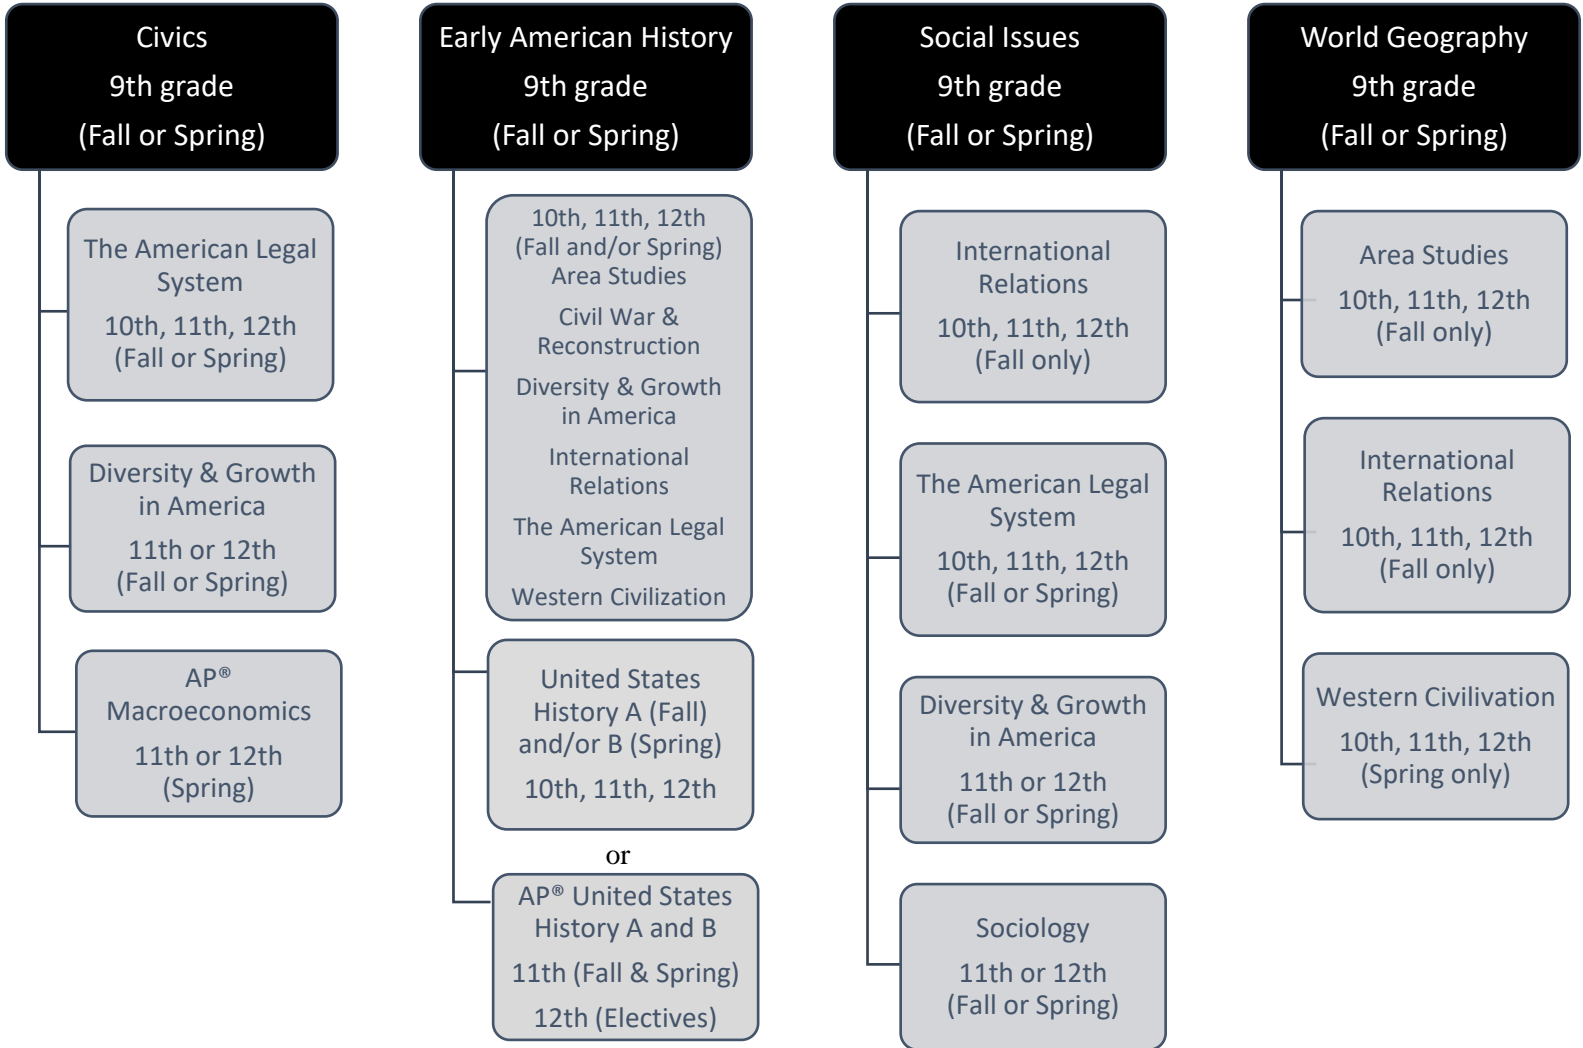 Civics
9th grade
(Fall or Spring)
The American Legal
System
10th, 11th, 12th
(Fall or Spring)
Diversity & Growth
in America
11th or 12th
(Fall or Spring)
AP®
Macroeconomics
11th or 12th
(Spring)
Early American History
9th grade
(Fall or Spring)
10th, 11th, 12th
(Fall and/or Spring)
Area Studies
Civil War &
Reconstruction
Diversity & Growth
in America
International
Relations
The American Legal
System
Western Civilization
United States
History A (Fall)
and/or B (Spring)
10th, 11th, 12th
or
AP® United States
History A and B
11th (Fall & Spring)
12th (Electives)
Social Issues
9th grade
(Fall or Spring)
International
Relations
10th, 11th, 12th
(Fall only)
The American Legal
System
10th, 11th, 12th
(Fall or Spring)
Diversity & Growth
in America
11th or 12th
(Fall or Spring)
Sociology
11th or 12th
(Fall or Spring)
World Geography
9th grade
(Fall or Spring)
Area Studies
10th, 11th, 12th
(Fall only)
International
Relations
10th, 11th, 12th
(Fall only)
Western Civilivation
10th, 11th, 12th
(Spring only)